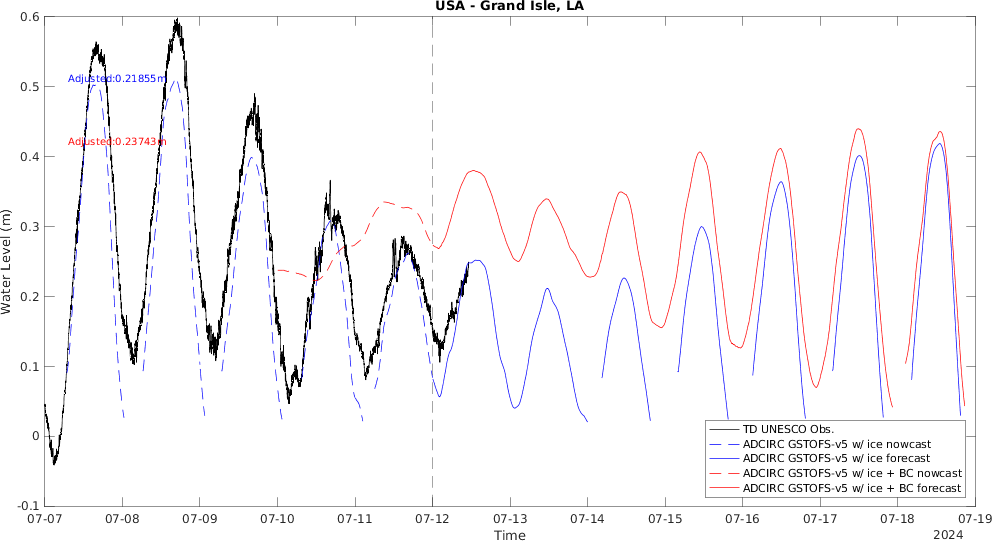 USA - Grand Isle, LA
0.6
0.5
0.4
0.3
0.2
0.1
0
-0.1
Water Level (m)
Adjusted:0.21855m
Adjusted:0.23743m
TD UNESCO Obs.
ADCIRC GSTOFS-v5 w/ ice nowcast
ADCIRC GSTOFS-v5 w/ ice forecast
ADCIRC GSTOFS-v5 w/ ice + BC nowcast
ADCIRC GSTOFS-v5 w/ ice + BC forecast
07-07 07-08 07-09 07-10 07-11 07-12 07-13 07-14 07-15 07-16 07-17 07-18 07-19
Time
2024